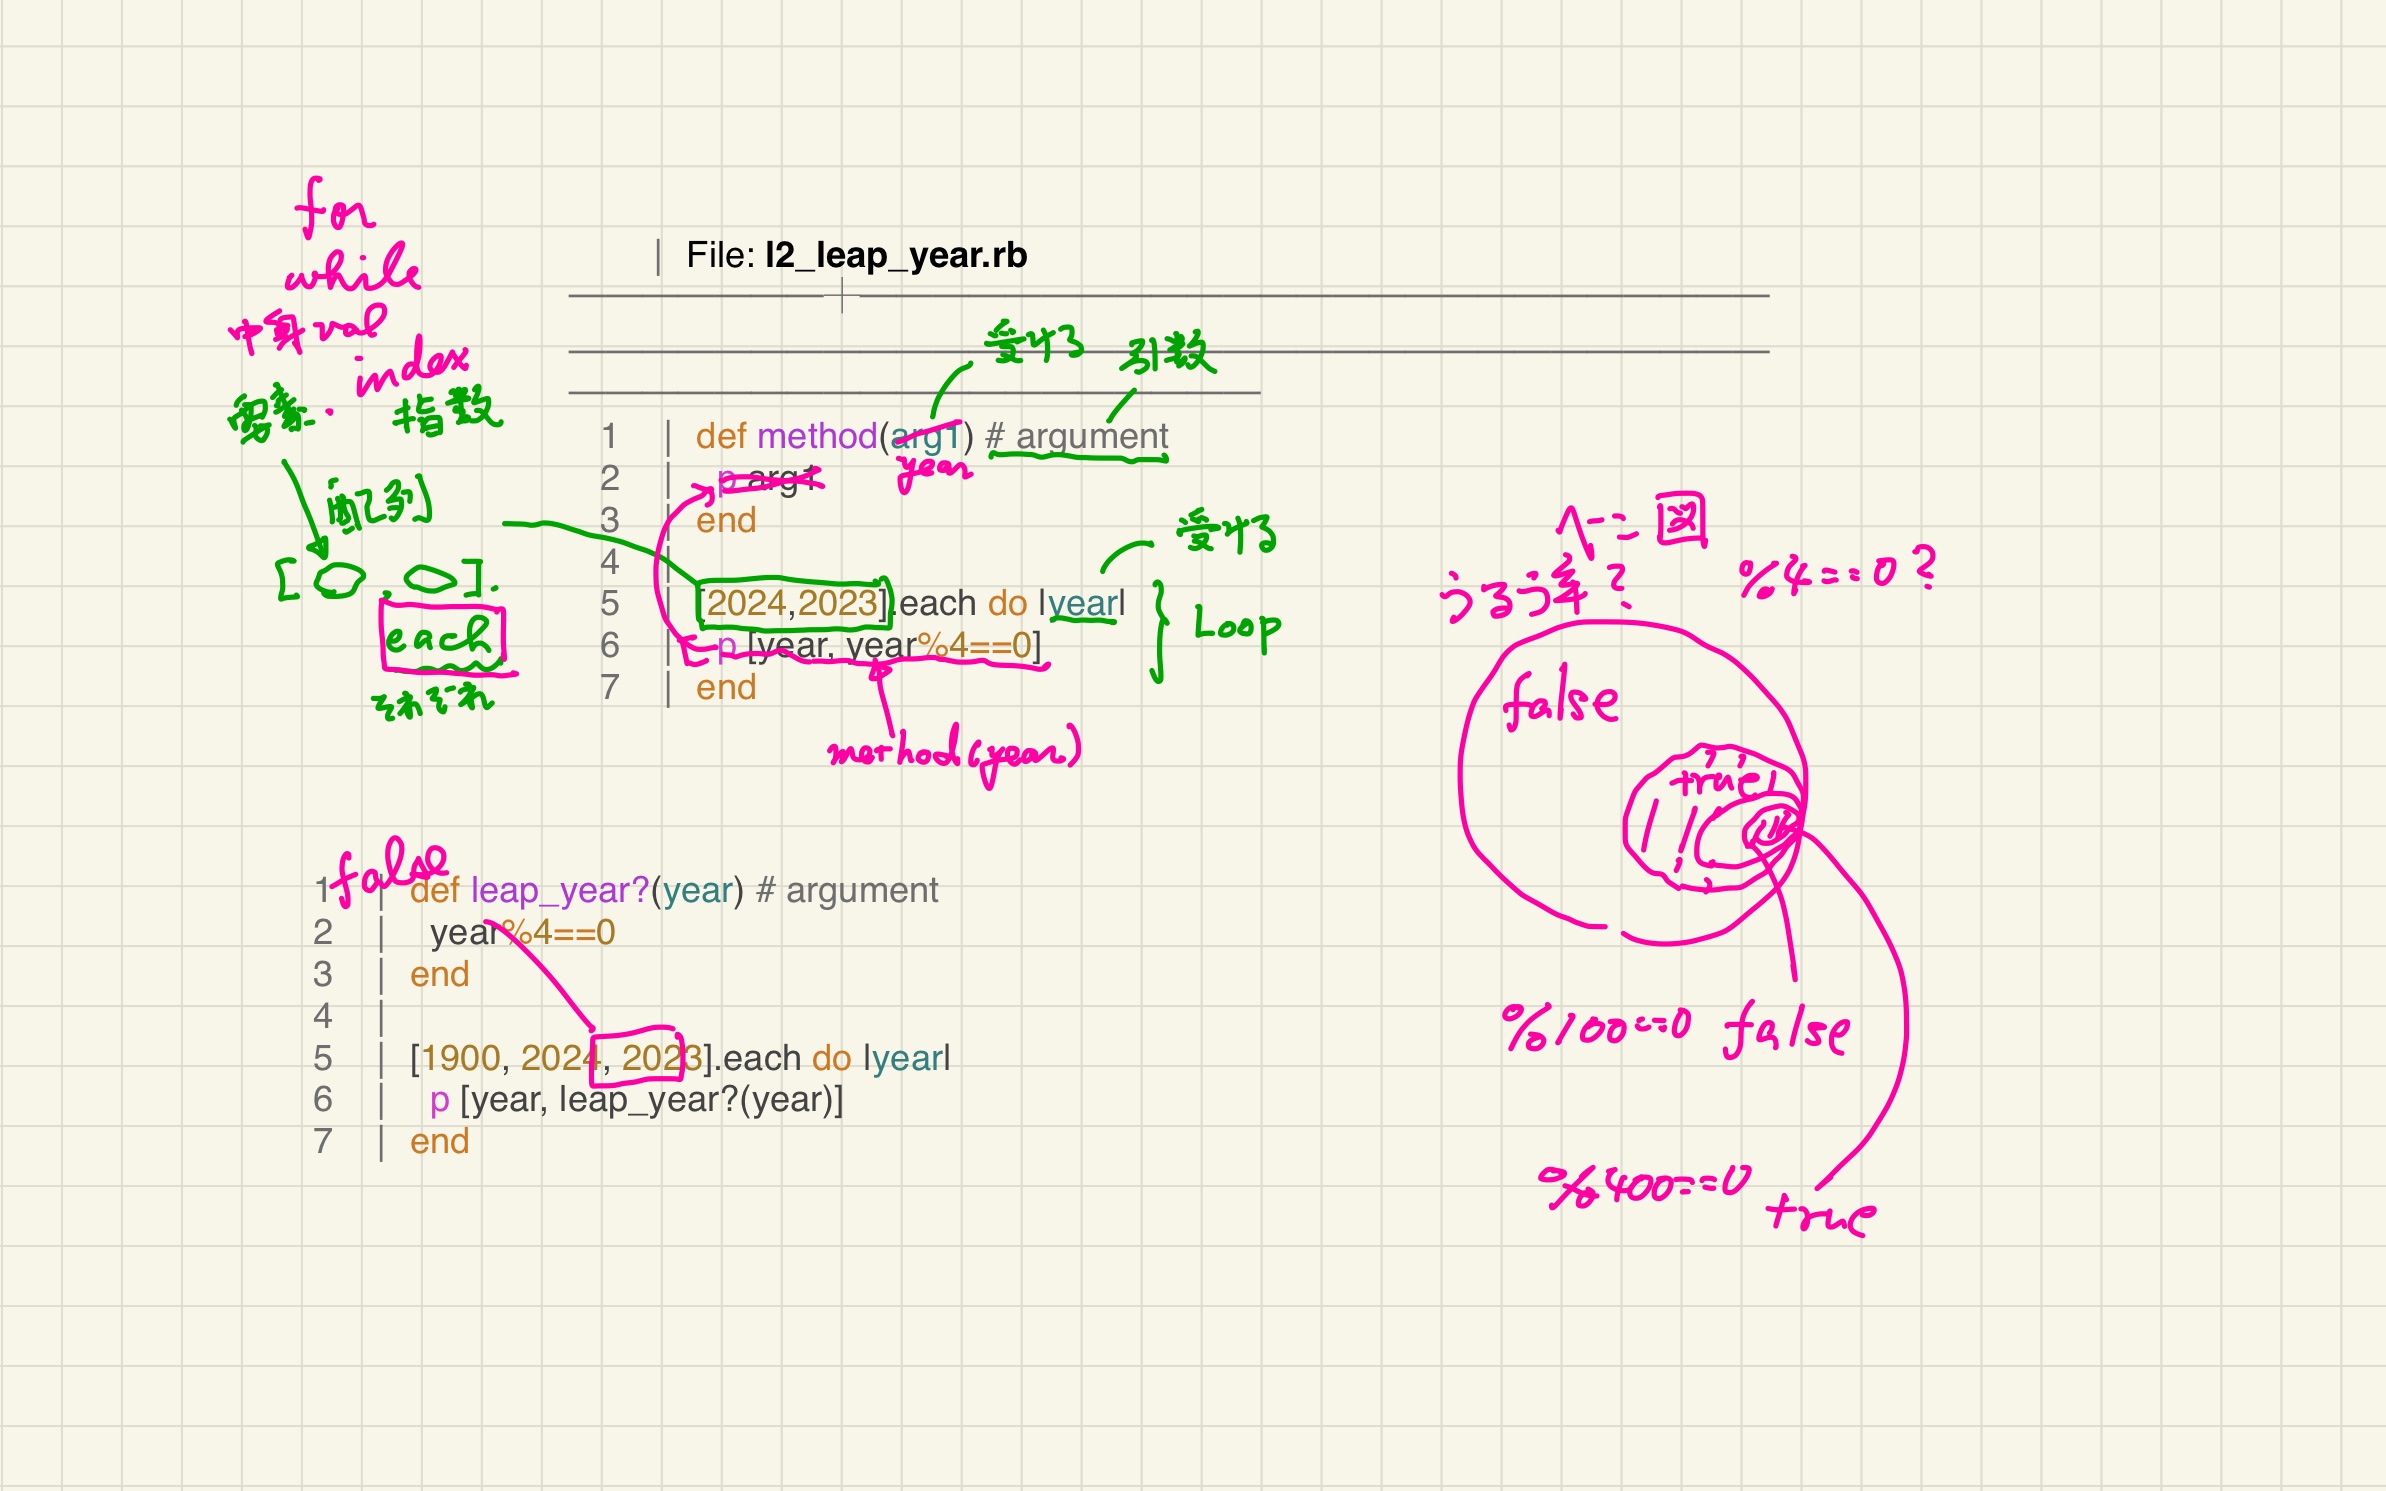 for
while
中身 val
index
要素
指数
配列
[ , ].
each
それぞれ
File: l2_leap_year.rb
受ける
引数
1 def method(arg1) # argument
year
2 p arg1
3 end
4
5 [2024,2023].each do |year|
6 p [year, year%4==0]
7 end
受ける
Loop
method(year)
false
1 def leap_year?(year) # argument
2 year%4==0
3 end
4
5 [1900, 2024, 2023].each do |year|
6 p [year, leap_year?(year)]
7 end
ベン図
うるう年?
%4==0?
false
true
%100==0 false
%400==0 true